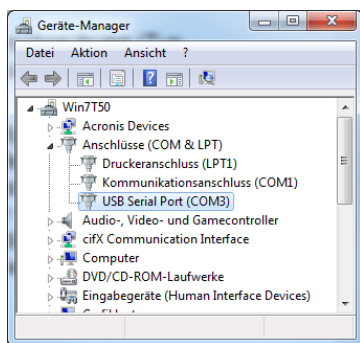 Geräte-Manager
Datei Aktion Ansicht ?
Win7T50
Acronis Devices
Anschlüsse (COM & LPT)
Druckeranschluss (LPT1)
Kommunikationsanschluss (COM1)
USB Serial Port (COM3)
Audio-, Video- und Gamecontroller
cifX Communication Interface
Computer
DVD/CD-ROM-Laufwerke
Eingabegeräte (Human Interface Devices)